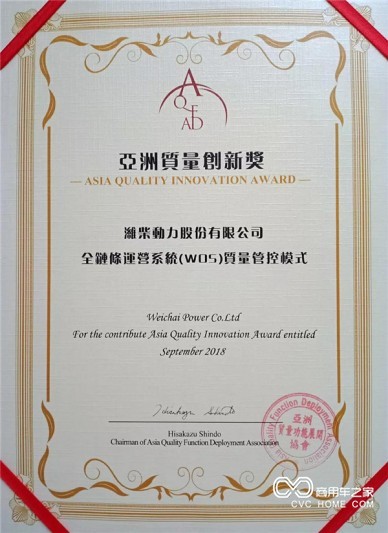 AQFDA
亞洲質量創新獎
— ASIA QUALITY INNOVATION AWARD —
濰柴動力股份有限公司
全鏈條運營系統(WOS)質量管控模式
Weichai Power Co.Ltd
For the contribute Asia Quality Innovation Award entitled
September 2018
Hisakazu Shindo
Chairman of Asia Quality Function Deployment Association
Asia Quality Function Deployment Association
亞洲
質量功能展開
協會
商用车之家
CVC HOME.COM